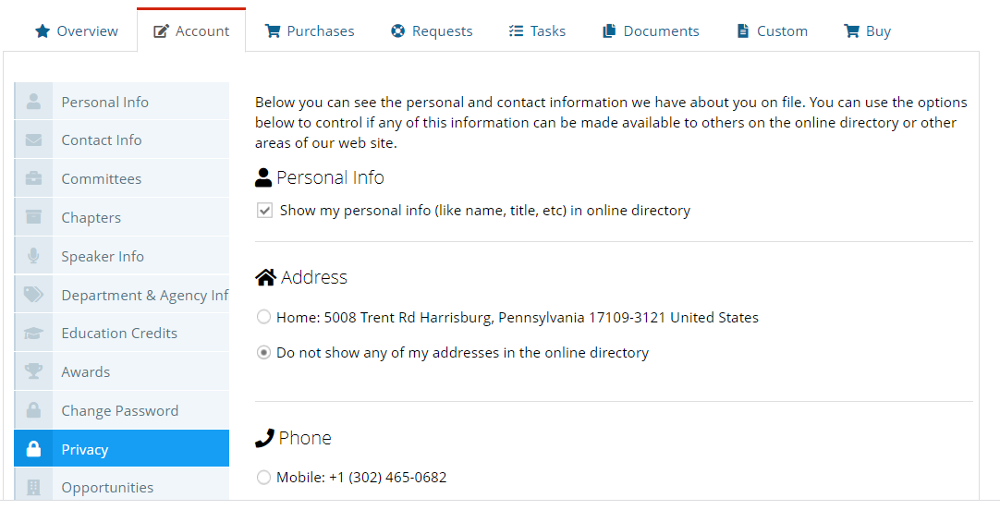 Overview
Account
Purchases
Requests
Tasks
Documents
Custom
Buy
Personal Info
Contact Info
Committees
Chapters
Speaker Info
Department & Agency Inf
Education Credits
Awards
Change Password
Privacy
Opportunities
Below you can see the personal and contact information we have about you on file. You can use the options
below to control if any of this information can be made available to others on the online directory or other
areas of our web site.
Personal Info
Show my personal info (like name, title, etc) in online directory
Address
Home: 5008 Trent Rd Harrisburg, Pennsylvania 17109-3121 United States
Do not show any of my addresses in the online directory
Phone
Mobile: +1 (302) 465-0682